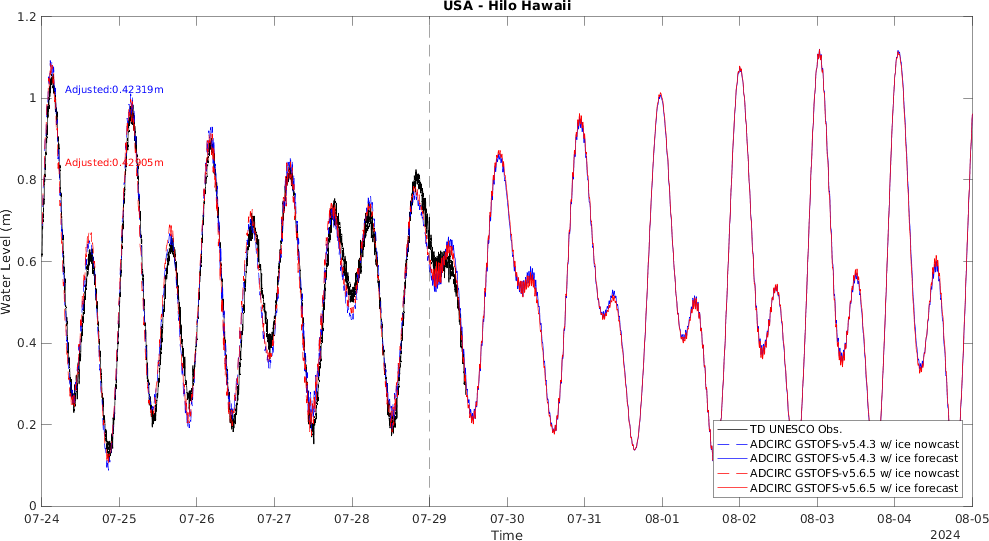 USA - Hilo Hawaii
1.2
1
0.8
0.6
0.4
0.2
0
Water Level (m)
Adjusted:0.42319m
Adjusted:0.42905m
TD UNESCO Obs.
ADCIRC GSTOFS-v5.4.3 w/ ice nowcast
ADCIRC GSTOFS-v5.4.3 w/ ice forecast
ADCIRC GSTOFS-v5.6.5 w/ ice nowcast
ADCIRC GSTOFS-v5.6.5 w/ ice forecast
07-24 07-25 07-26 07-27 07-28 07-29 07-30 07-31 08-01 08-02 08-03 08-04 08-05
Time
2024